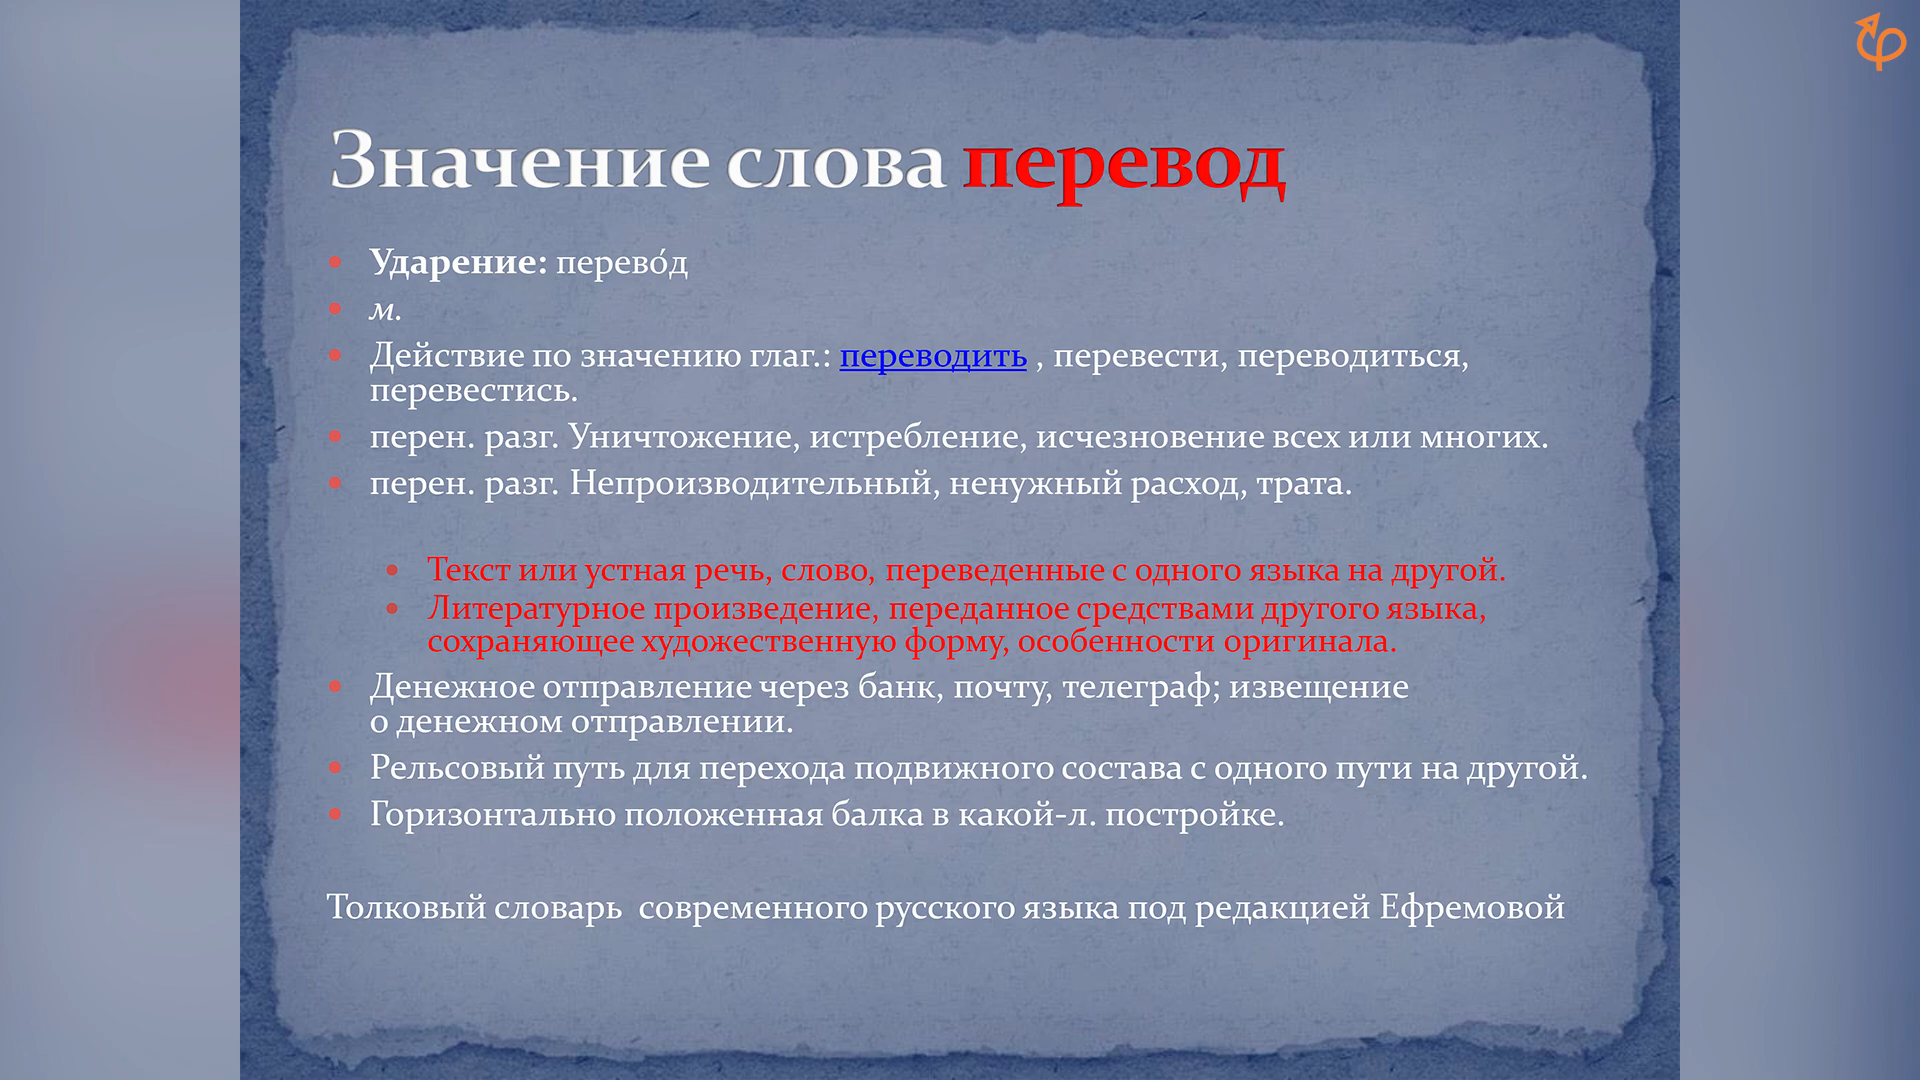 Значение слова перевод
Ударение: перево́д
м.
Действие по значению глаг.: переводить , перевести, переводиться,
перевестись.
перен. разг. Уничтожение, истребление, исчезновение всех или многих.
перен. разг. Непроизводительный, ненужный расход, трата.
Текст или устная речь, слово, переведенные с одного языка на другой.
Литературное произведение, переданное средствами другого языка,
сохраняющее художественную форму, особенности оригинала.
Денежное отправление через банк, почту, телеграф; извещение
о денежном отправлении.
Рельсовый путь для перехода подвижного состава с одного пути на другой.
Горизонтально положенная балка в какой-л. постройке.
Толковый словарь современного русского языка под редакцией Ефремовой